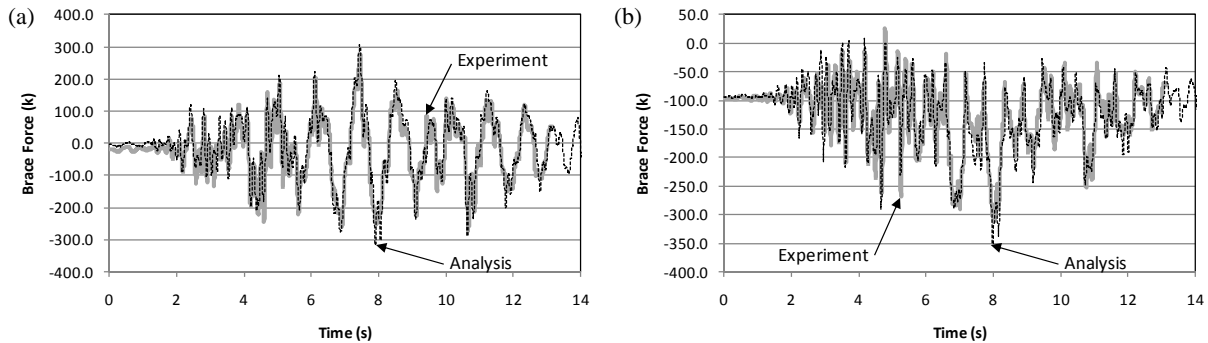 (a)
400.0
300.0
200.0
100.0
0.0
-100.0
-200.0
-300.0
-400.0
Brace Force (k)
Experiment
Analysis
0 2 4 6 8 10 12 14
Time (s)
(b)
50.0
0.0
-50.0
-100.0
-150.0
-200.0
-250.0
-300.0
-350.0
-400.0
Brace Force (k)
Experiment
Analysis
0 2 4 6 8 10 12 14
Time (s)